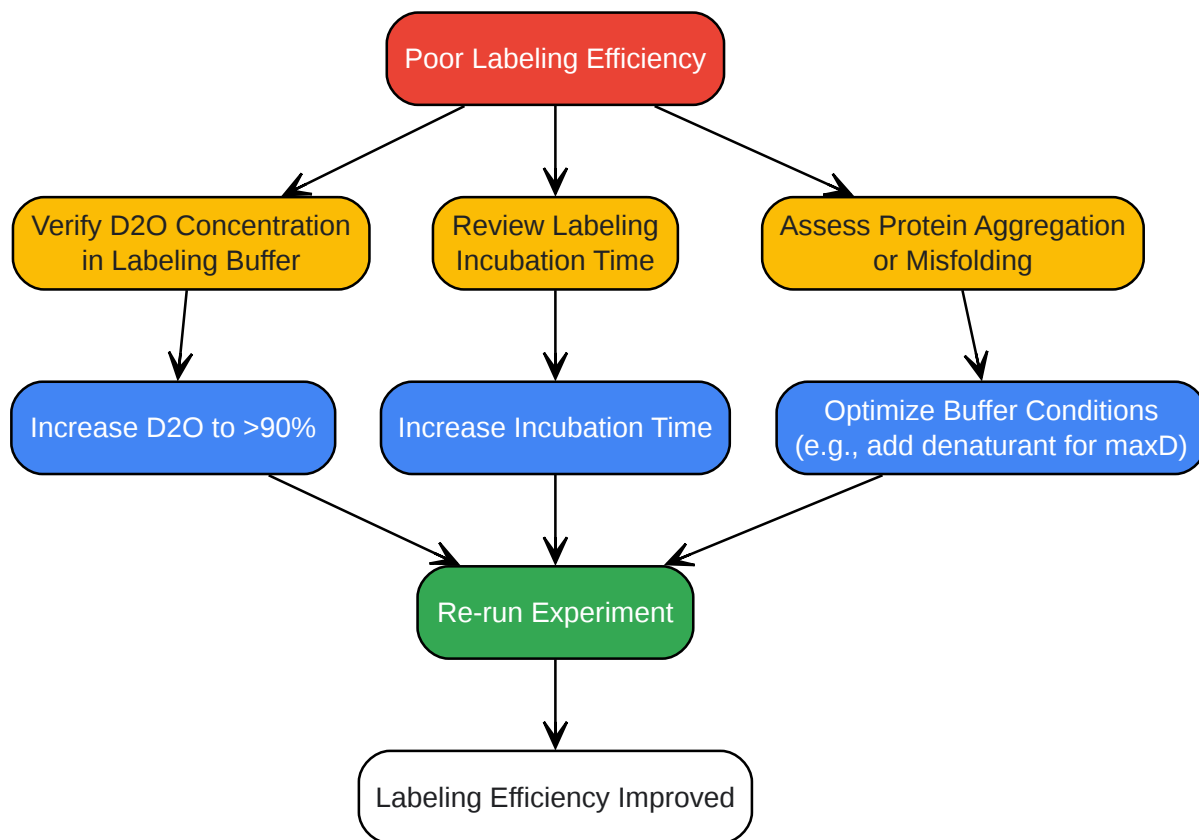 Poor Labeling Efficiency
Verify D2O Concentration
in Labeling Buffer
Review Labeling
Incubation Time
Assess Protein Aggregation
or Misfolding
Increase D2O to >90%
Increase Incubation Time
Optimize Buffer Conditions
(e.g., add denaturant for maxD)
Re-run Experiment
Labeling Efficiency Improved